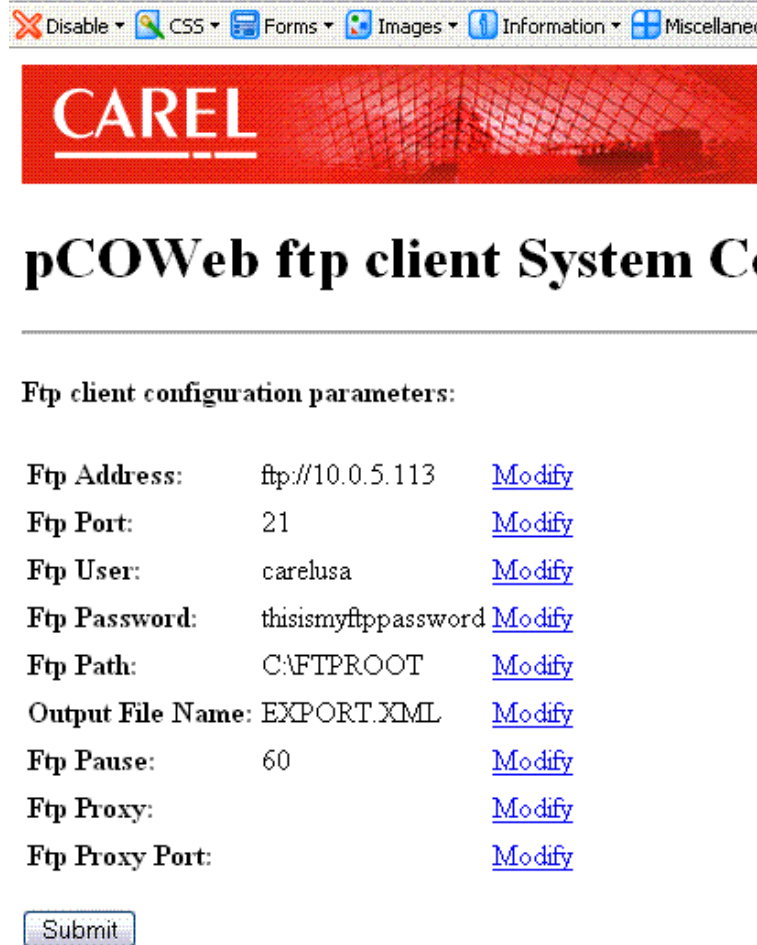 Disable CSS Forms Images Information
CAREL
pCOWeb ftp client System
Ftp client configuration parameters:
Ftp Address: ftp://10.0.5.113 Modify
Ftp Port: 21 Modify
Ftp User: carelusa Modify
Ftp Password: thisismyftppassword Modify
Ftp Path: C:\FTPROOT Modify
Output File Name: EXPORT.XML Modify
Ftp Pause: 60 Modify
Ftp Proxy: Modify
Ftp Proxy Port: Modify
Submit